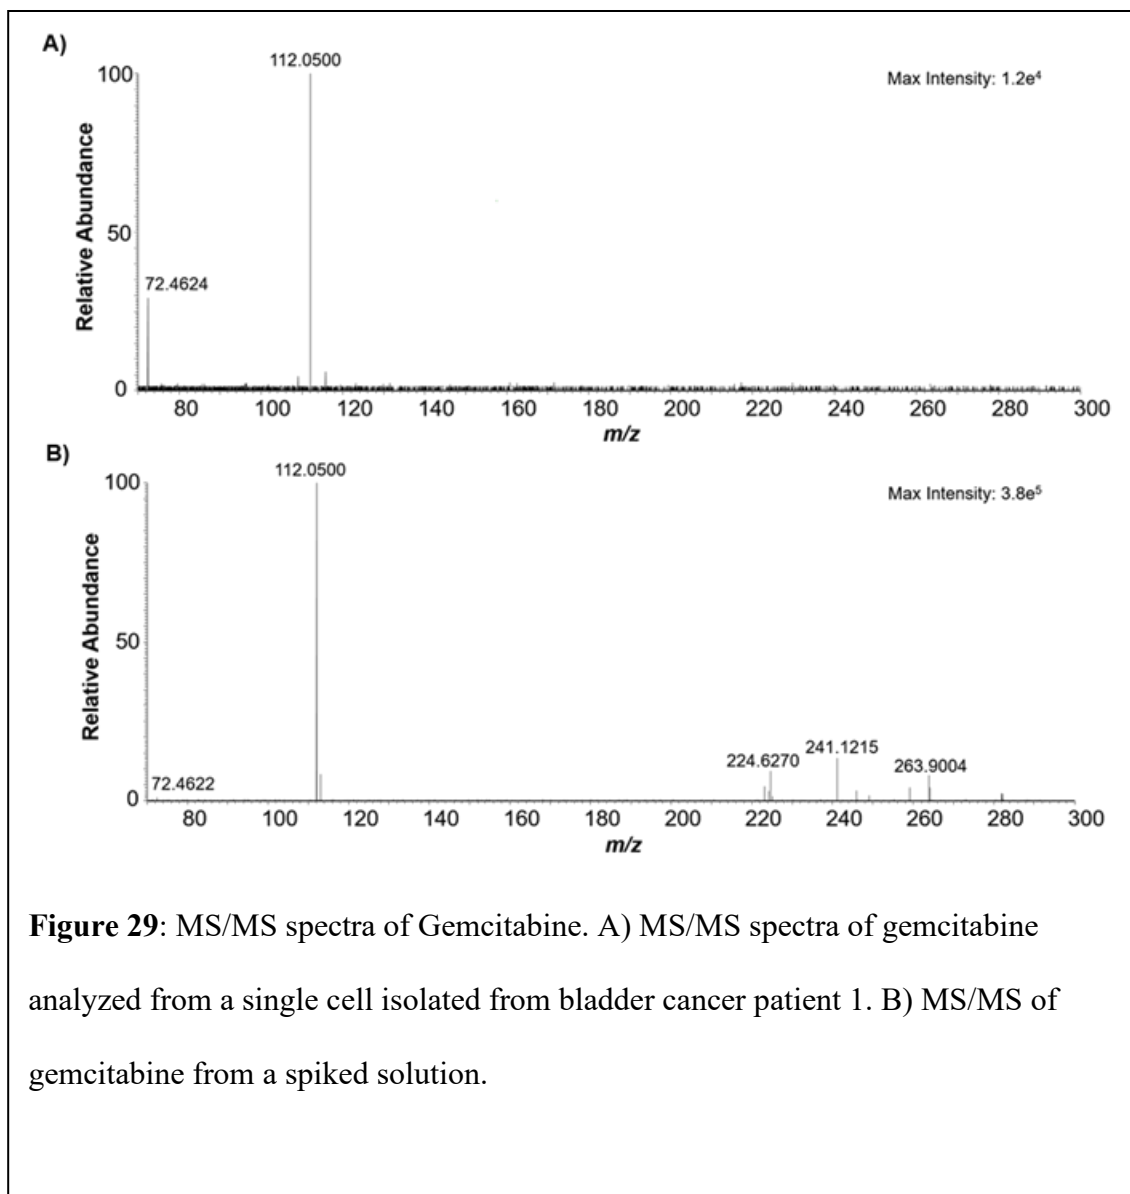 A)
112.0500
Max Intensity: 1.2e⁴
100
Relative Abundance
50
72.4624
0
80 100 120 140 160 180 200 220 240 260 280 300
m/z
B)
112.0500
100
Max Intensity: 3.8e⁵
Relative Abundance
50
241.1215
224.6270
263.9004
72.4622
0
80 100 120 140 160 180 200 220 240 260 280 300
m/z
Figure 29: MS/MS spectra of Gemcitabine. A) MS/MS spectra of gemcitabine
analyzed from a single cell isolated from bladder cancer patient 1. B) MS/MS of
gemcitabine from a spiked solution.